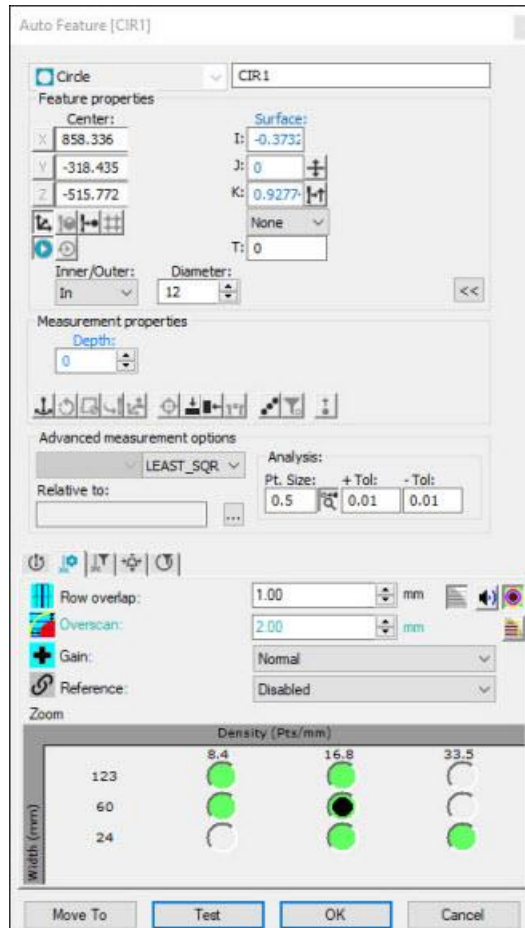 Auto Feature [CIR1]
Circle CIR1
Feature properties
Center: Surface:
X 858.336 I: -0.3732
Y -318.435 J: 0
Z -515.772 K: 0.9277
None
T: 0
Inner/Outer: Diameter:
In 12 <<
Measurement properties
Depth:
0
Advanced measurement options
LEAST_SQR Analysis:
Pt. Size: +Tol: -Tol:
Relative to: 0.5 0.01 0.01
...
Row overlap: 1.00 mm
Overscan: 2.00 mm
Gain: Normal
Reference: Disabled
Zoom
Density (Pts/mm)
8.4 16.8 33.5
123
60
24
Width (mm)
Move To Test OK Cancel